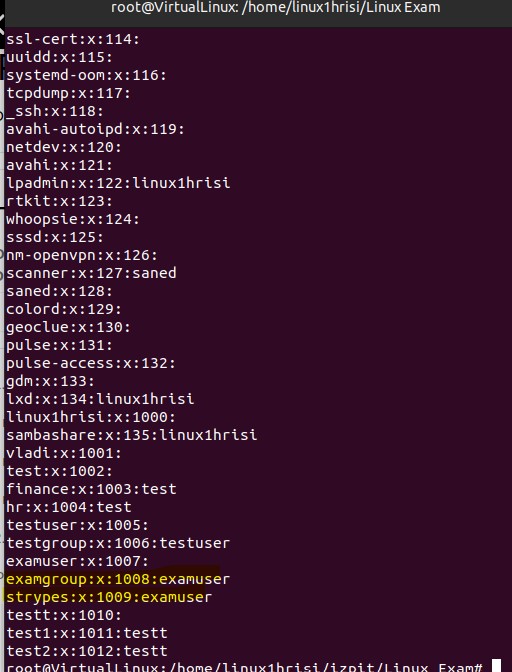 root@VirtualLinux: /home/linux1hrisi/Linux Exam
ssl-cert:x:114:
uuidd:x:115:
systemd-oom:x:116:
tcpdump:x:117:
_ssh:x:118:
avahi-autoipd:x:119:
netdev:x:120:
avahi:x:121:
lpadmin:x:122:linux1hrisi
rtkit:x:123:
whoopsie:x:124:
sssd:x:125:
nm-openvpn:x:126:
scanner:x:127:saned
saned:x:128:
colord:x:129:
geoclue:x:130:
pulse:x:131:
pulse-access:x:132:
gdm:x:133:
lxd:x:134:linux1hrisi
linux1hrisi:x:1000:
sambashare:x:135:linux1hrisi
vladi:x:1001:
test:x:1002:
finance:x:1003:test
hr:x:1004:test
testuser:x:1005:
testgroup:x:1006:testuser
examuser:x:1007:
examgroup:x:1008:examuser
strypes:x:1009:examuser
testt:x:1010:
test1:x:1011:testt
test2:x:1012:testt
root@VirtualLinux:/home/linux1hrisi/izpit/Linux Exam#